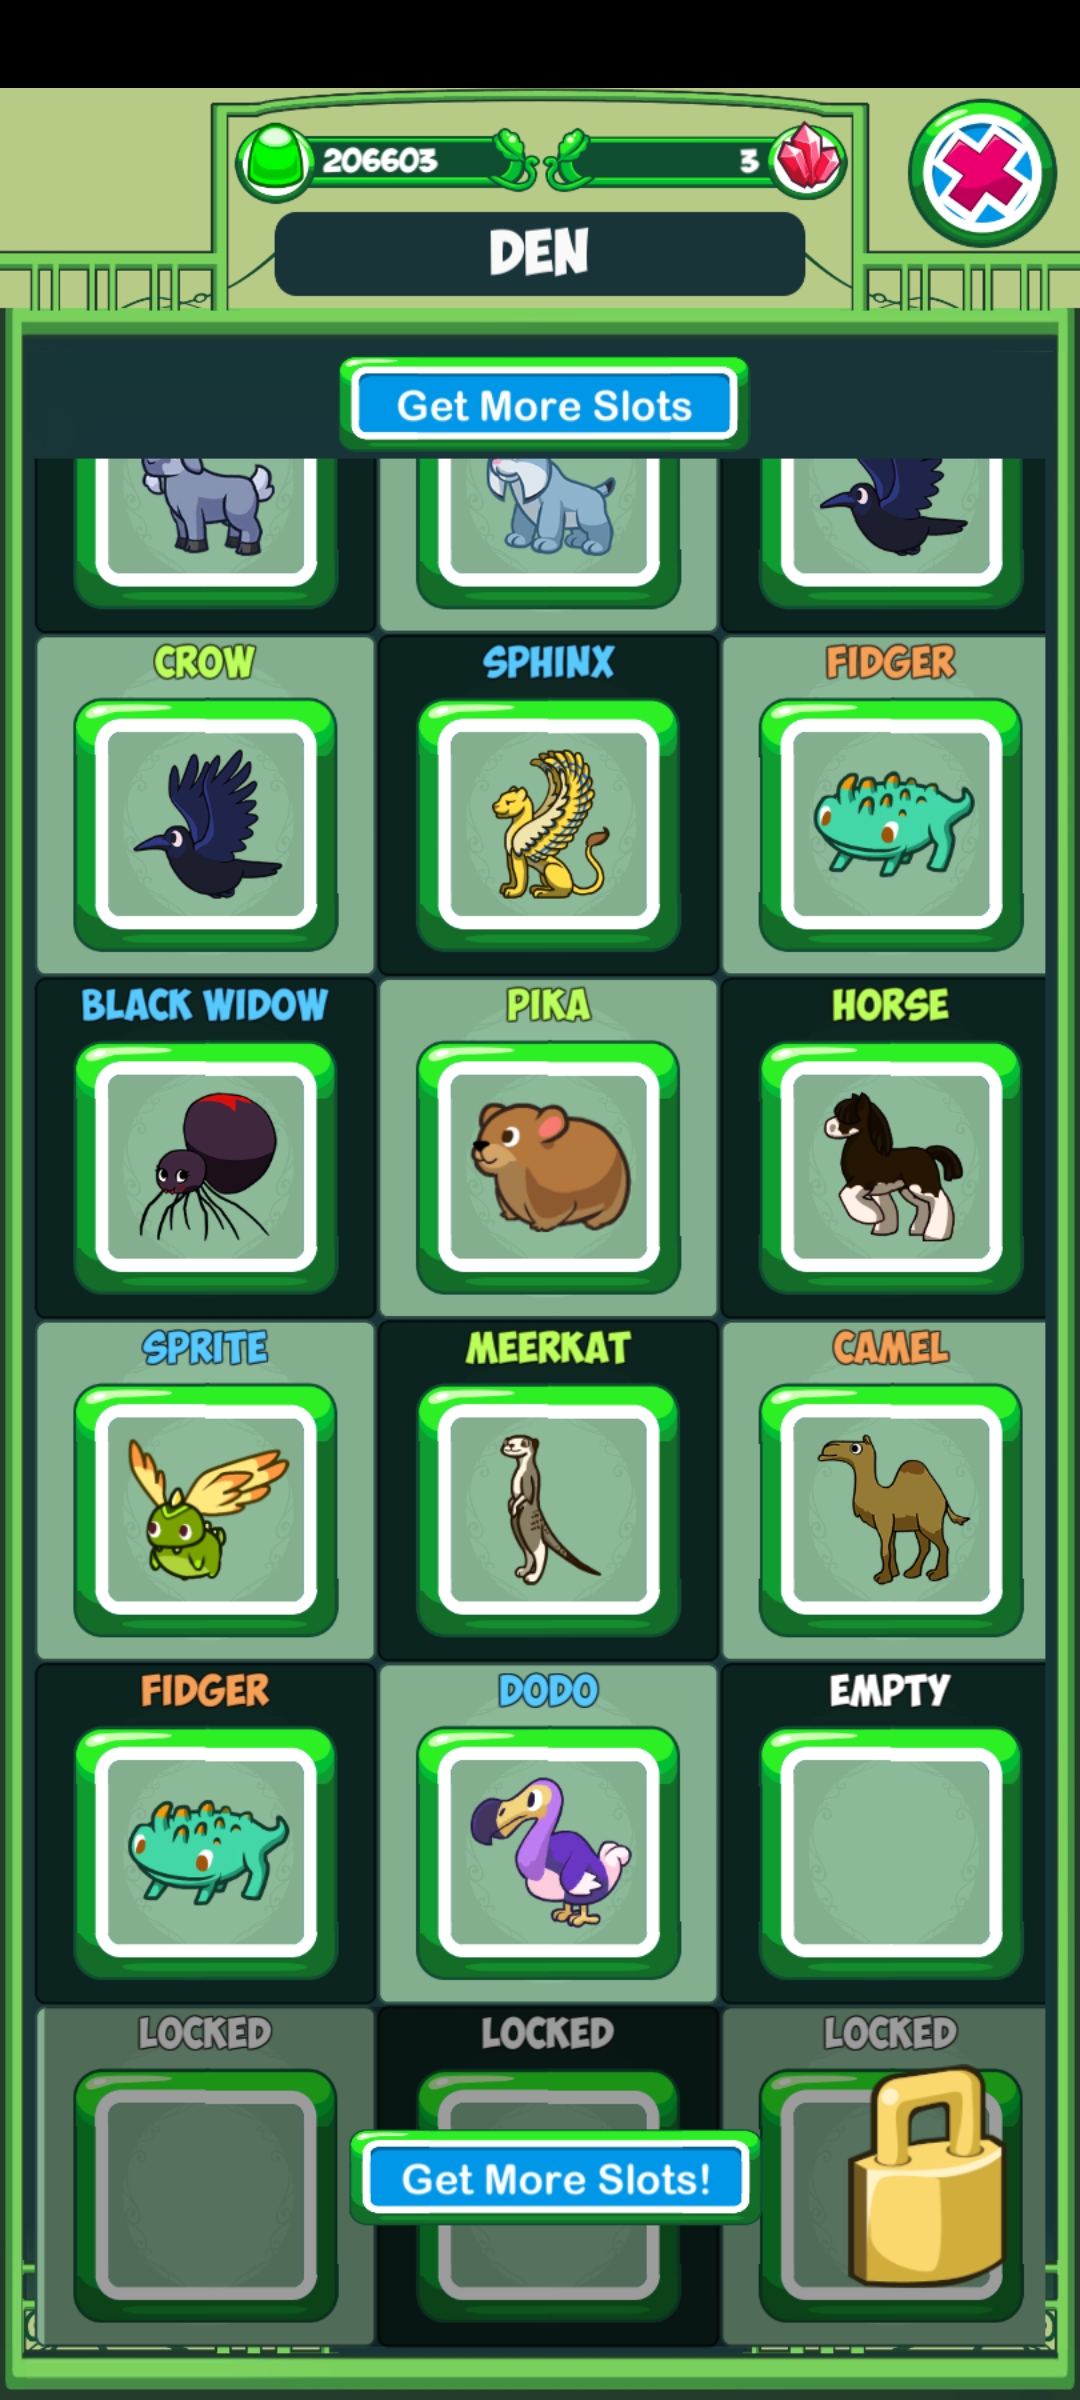 206603
3
DEN
Get More Slots
CROW
SPHINX
FIDGER
BLACK WIDOW
PIKA
HORSE
SPRITE
MEERKAT
CAMEL
FIDGER
DODO
EMPTY
LOCKED
LOCKED
LOCKED
Get More Slots!